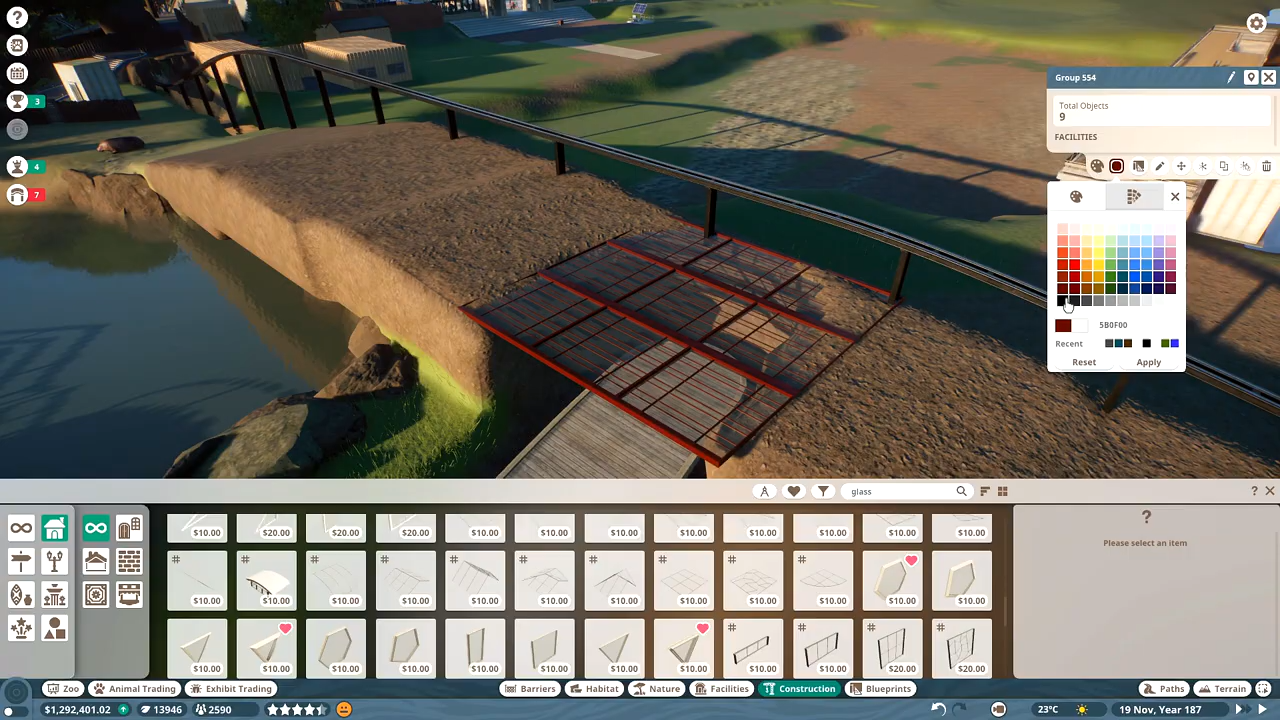 ?
3
4
7
Group 554
Total Objects
9
FACILITIES
5B0F00
Recent
Reset Apply
glass
?
$10.00 $20.00 $20.00 $20.00 $10.00 $10.00 $10.00 $10.00 $10.00 $10.00 $10.00 $10.00
$10.00 $10.00 $10.00 $10.00 $10.00 $10.00 $10.00 $10.00 $10.00 $10.00 $10.00 $10.00
$10.00 $10.00 $10.00 $10.00 $10.00 $10.00 $10.00 $10.00 $10.00 $10.00 $20.00 $20.00
?
Please select an item
Zoo Animal Trading Exhibit Trading Barriers Habitat Nature Facilities Construction Blueprints Paths Terrain
$1,292,401.02 13946 2590 23°C 19 Nov, Year 187